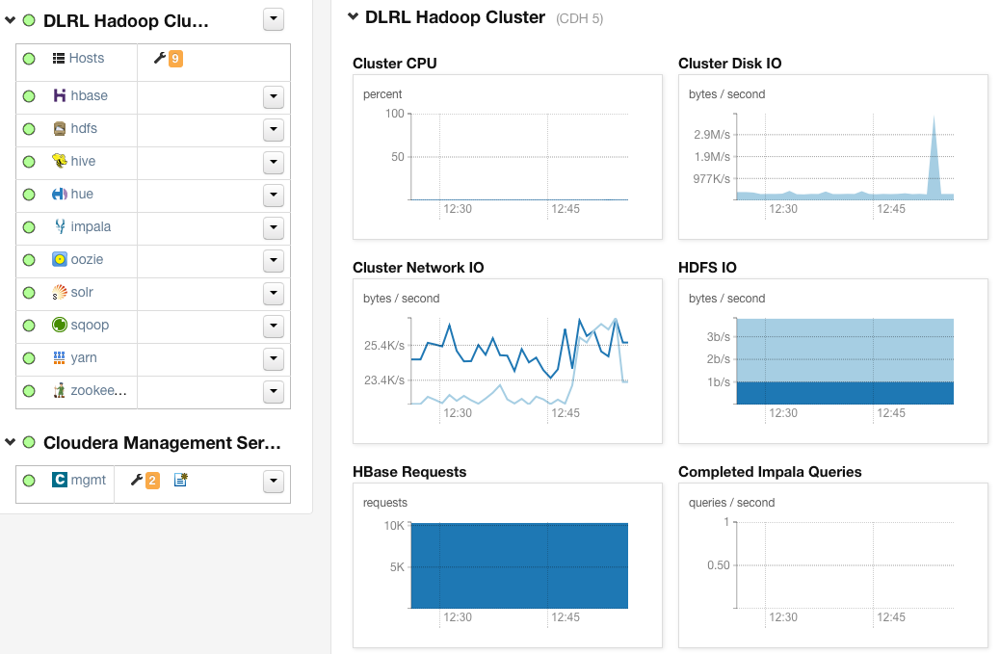 DLRL Hadoop Clu...
Hosts 9
hbase
hdfs
hive
hue
impala
oozie
solr
sqoop
yarn
zookee...
Cloudera Management Ser...
C mgmt 2
DLRL Hadoop Cluster (CDH 5)
Cluster CPU
percent
100
50
12:30 12:45
Cluster Disk IO
bytes / second
2.9M/s
1.9M/s
977K/s
12:30 12:45
Cluster Network IO
bytes / second
25.4K/s
23.4K/s
12:30 12:45
HDFS IO
bytes / second
3b/s
2b/s
1b/s
12:30 12:45
HBase Requests
requests
10K
5K
12:30 12:45
Completed Impala Queries
queries / second
1
0.50
12:30 12:45